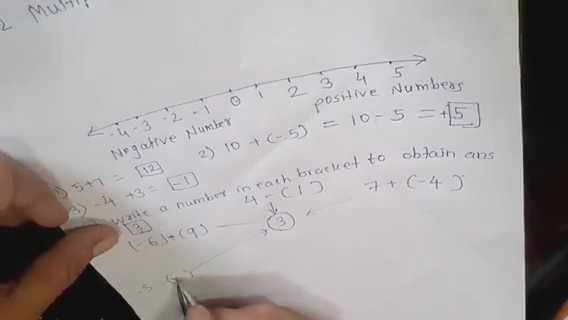 2 Multip
-4 -3 -2 -1 0 1 2 3 4 5
Negative Number positive Numbers
1) 5+7 = 12 2) 10 + (-5) = 10 - 5 = +5
3) -4 +3 = -1
write a number in each bracket to obtain ans
3 4-(1) 7 + (-4)
(-6)+(9) 3
-5